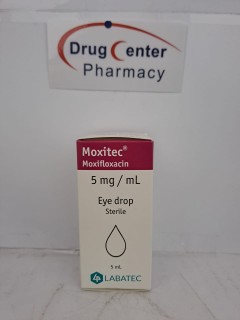 Drug Center
Pharmacy
Moxitec®
Moxifloxacin
5 mg / mL
Eye drop
Sterile
5 mL
LABATEC